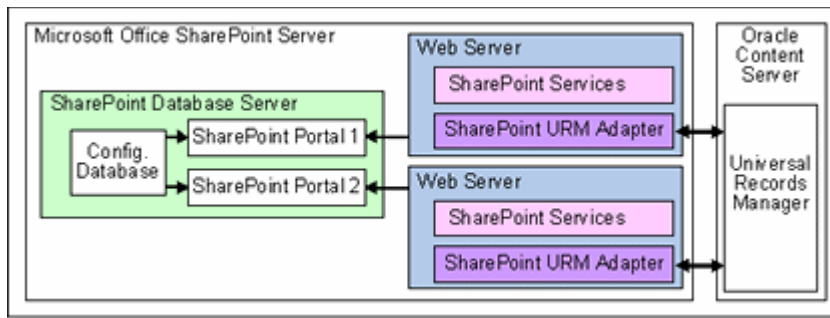 Microsoft Office SharePoint Server
SharePoint Database Server
Config.
Database
SharePoint Portal 1
SharePoint Portal 2
Web Server
SharePoint Services
SharePoint URM Adapter
Web Server
SharePoint Services
SharePoint URM Adapter
Oracle
Content
Server
Universal
Records
Manager